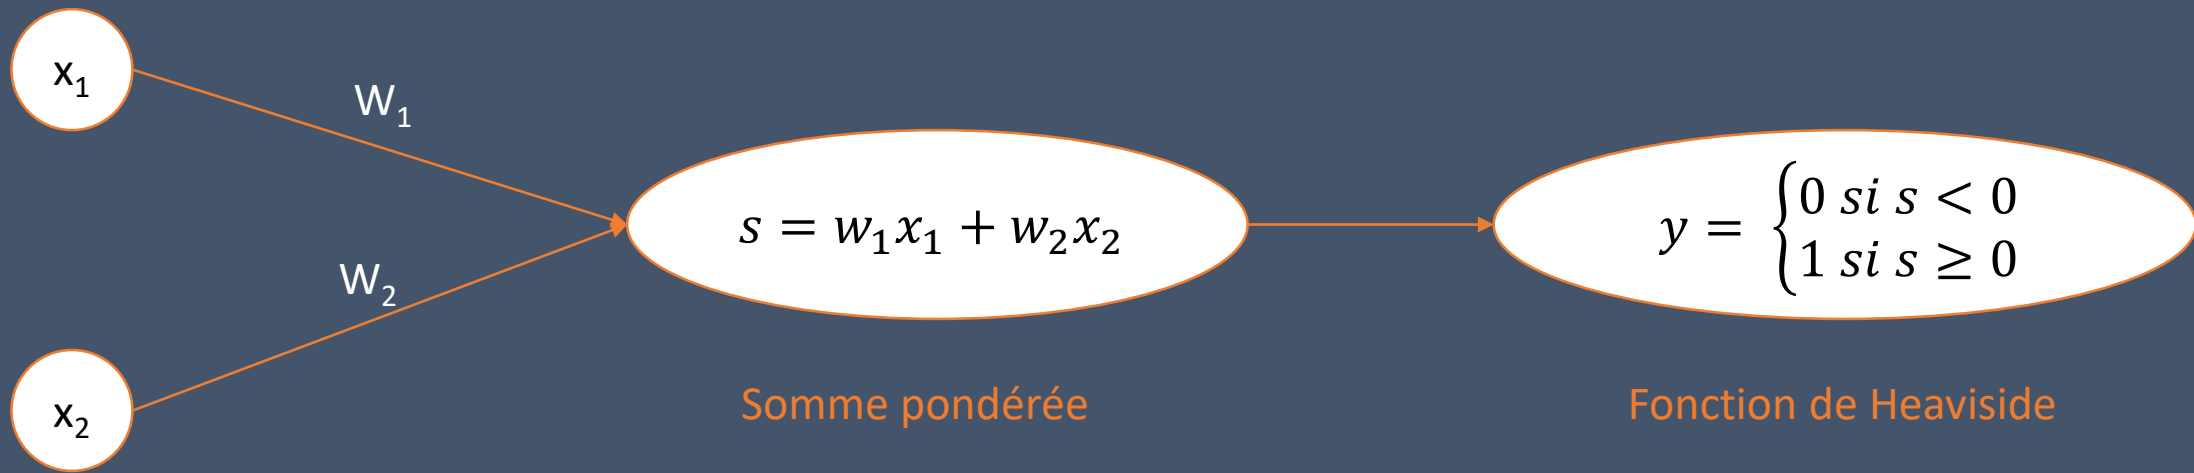 x₁
W₁
W₂
x₂
s = w₁x₁ + w₂x₂
Somme pondérée
y = {0 si s < 0
1 si s ≥ 0
Fonction de Heaviside